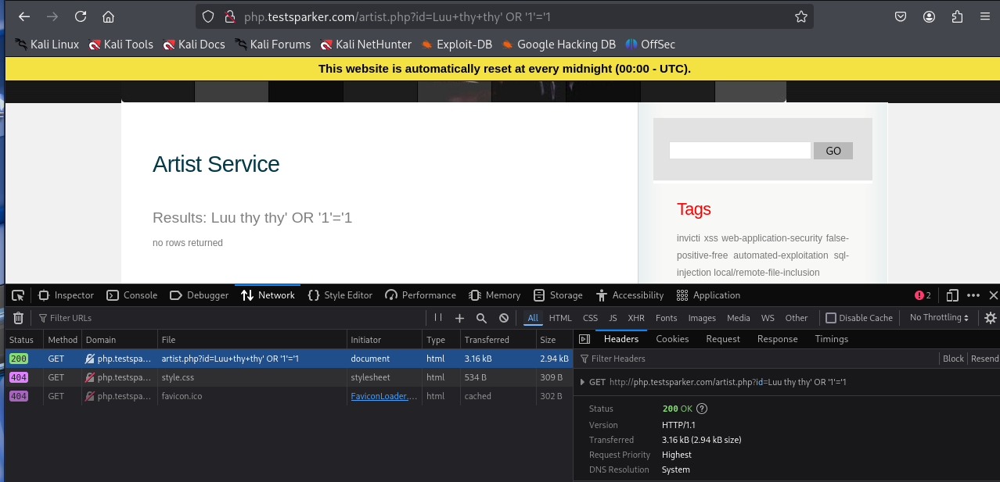 php.testsparker.com/artist.php?id=Luu+thy+thy' OR '1'='1
Kali Linux Kali Tools Kali Docs Kali Forums Kali NetHunter Exploit-DB Google Hacking DB OffSec
This website is automatically reset at every midnight (00:00 - UTC).
GO
Artist Service
Tags
Results: Luu thy thy' OR '1'='1
no rows returned
invicti xss web-application-security false-
positive-free automated-exploitation sql-
injection local/remote-file-inclusion
Inspector Console Debugger Network Style Editor Performance Memory Storage Accessibility Application 2
Filter URLs All HTML CSS JS XHR Fonts Images Media WS Other Disable Cache No Throttling
Status Method Domain File Initiator Type Transferred Size
200 GET php.testspa... artist.php?id=Luu+thy+thy' OR '1'='1 document html 3.16 kB 2.94 kB
404 GET php.testspa... style.css stylesheet html 534 B 309 B
404 GET php.testspa... favicon.ico FaviconLoader.... html cached 302 B
Headers Cookies Request Response Timings
Filter Headers Block Resend
GET http://php.testsparker.com/artist.php?id=Luu thy thy' OR '1'='1
Status 200 OK ?
Version HTTP/1.1
Transferred 3.16 kB (2.94 kB size)
Request Priority Highest
DNS Resolution System